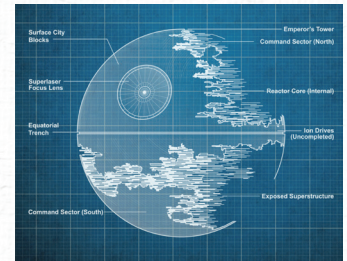 Surface City
Blocks
Superlaser
Focus Lens
Equatorial
Trench
Command Sector (South)
Emperor's Tower
Command Sector (North)
Reactor Core (Internal)
Ion Drives
(Uncompleted)
Exposed Superstructure